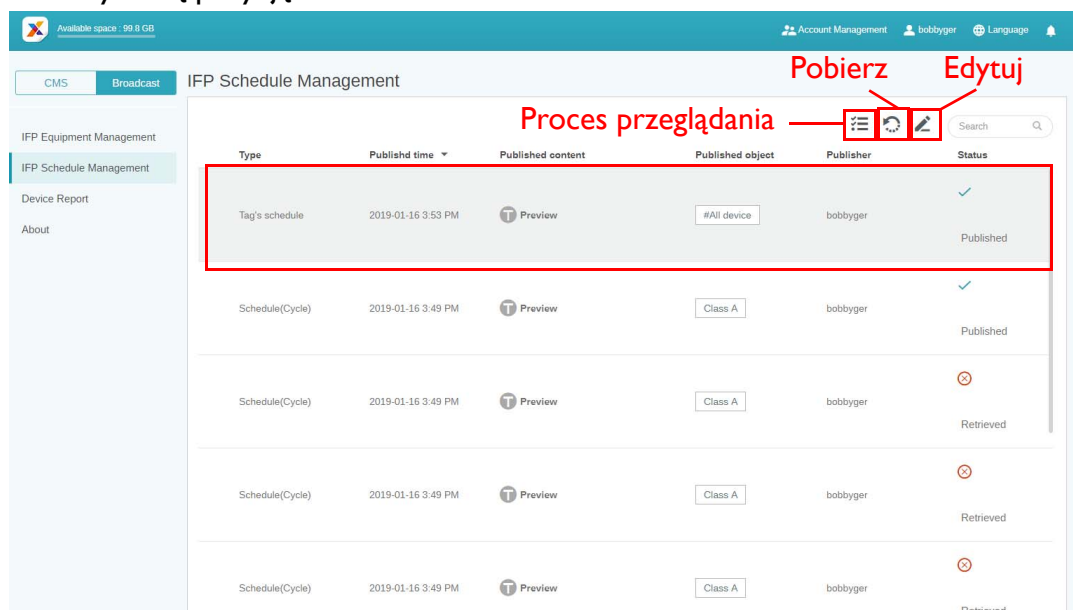 Available space : 99.8 GB
Account Management bobbyger Language
CMS Broadcast
IFP Schedule Management
Pobierz Edytuj
Proces przeglądania
Search
IFP Equipment Management
IFP Schedule Management
Device Report
About
Type Publishd time Published content Published object Publisher Status
Tag's schedule 2019-01-16 3:53 PM T Preview #All device bobbyger Published
Schedule(Cycle) 2019-01-16 3:49 PM T Preview Class A bobbyger Published
Schedule(Cycle) 2019-01-16 3:49 PM T Preview Class A bobbyger Retrieved
Schedule(Cycle) 2019-01-16 3:49 PM T Preview Class A bobbyger Retrieved
Schedule(Cycle) 2019-01-16 3:49 PM T Preview Class A bobbyger Retrieved